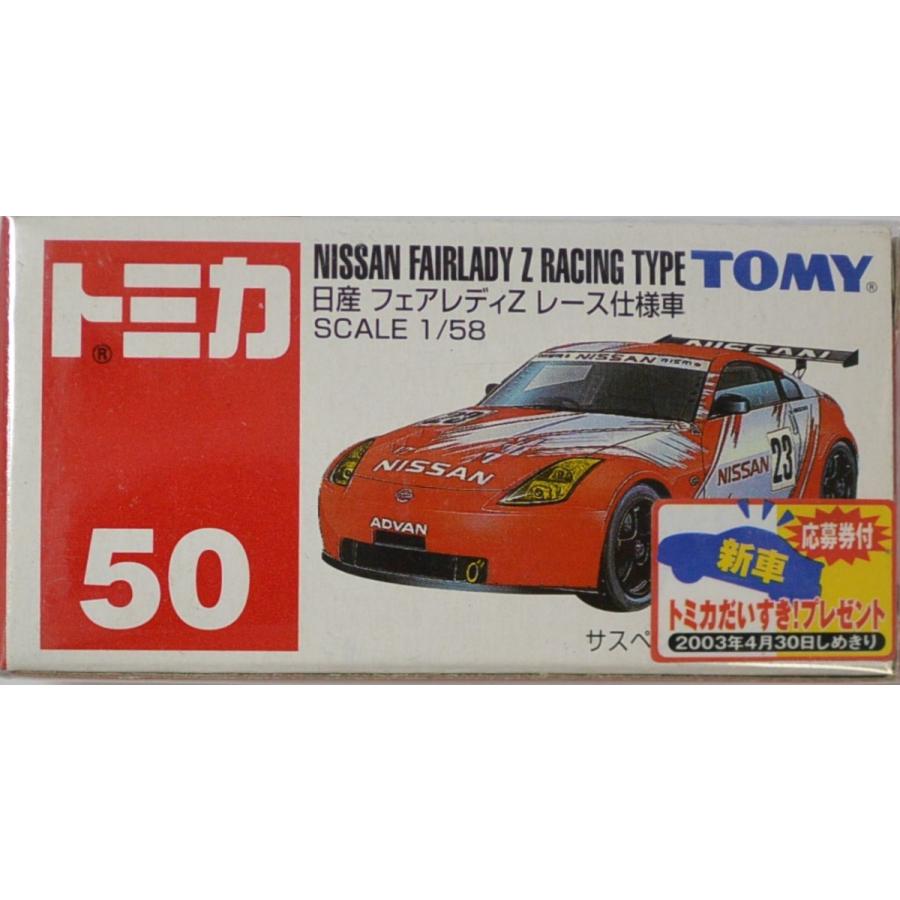 トミカ®
50
NISSAN FAIRLADY Z RACING TYPE
TOMY®
日産 フェアレディZ レース仕様車
SCALE 1/58
NISSAN nismo
NISSAN
NISSAN
ADVAN
NISSAN
23
サスペ
新車
応募券付
トミカだいすき!プレゼント
2003年4月30日しめきり